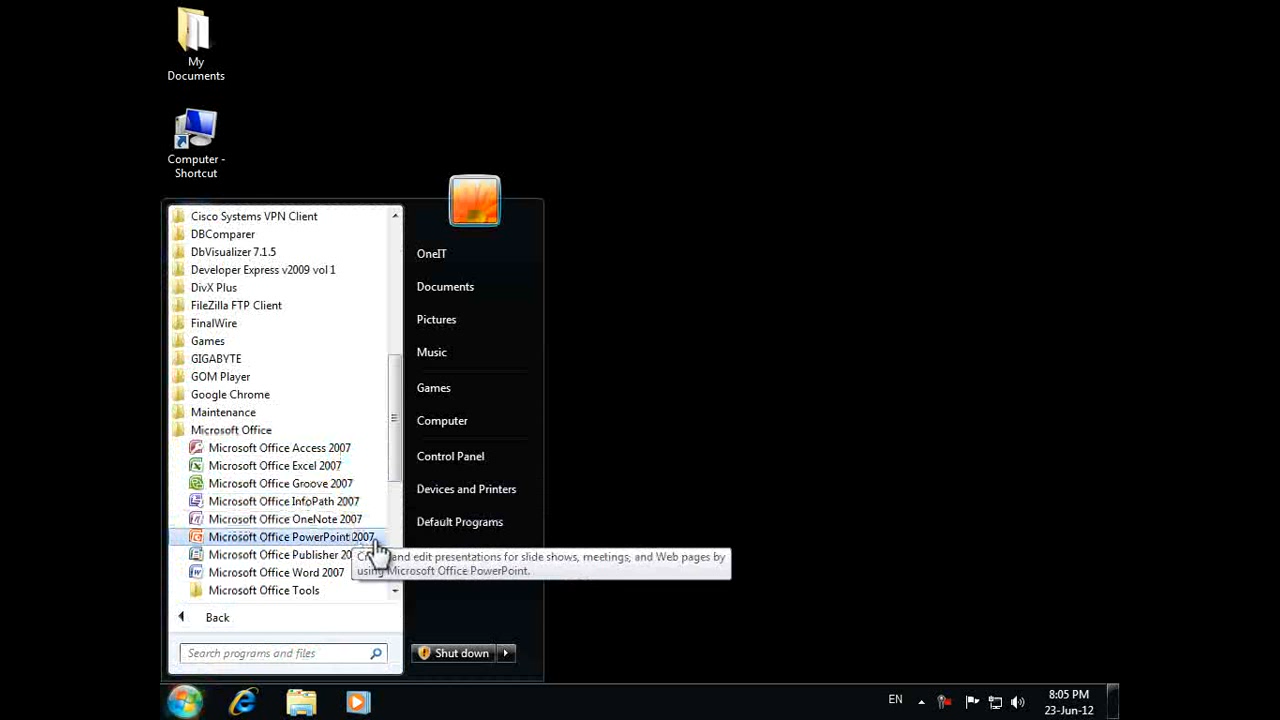 My
Documents
Computer -
Shortcut
Cisco Systems VPN Client
DBComparer
DbVisualizer 7.1.5
Developer Express v2009 vol 1
DivX Plus
FileZilla FTP Client
FinalWire
Games
GIGABYTE
GOM Player
Google Chrome
Maintenance
Microsoft Office
Microsoft Office Access 2007
Microsoft Office Excel 2007
Microsoft Office Groove 2007
Microsoft Office InfoPath 2007
Microsoft Office OneNote 2007
Microsoft Office PowerPoint 2007
Microsoft Office Publisher 20
Microsoft Office Word 2007
Microsoft Office Tools
Back
Search programs and files
OneIT
Documents
Pictures
Music
Games
Computer
Control Panel
Devices and Printers
Default Programs
and edit presentations for slide shows, meetings, and Web pages by
Microsoft Office PowerPoint.
Shut down
EN
8:05 PM
23-Jun-12